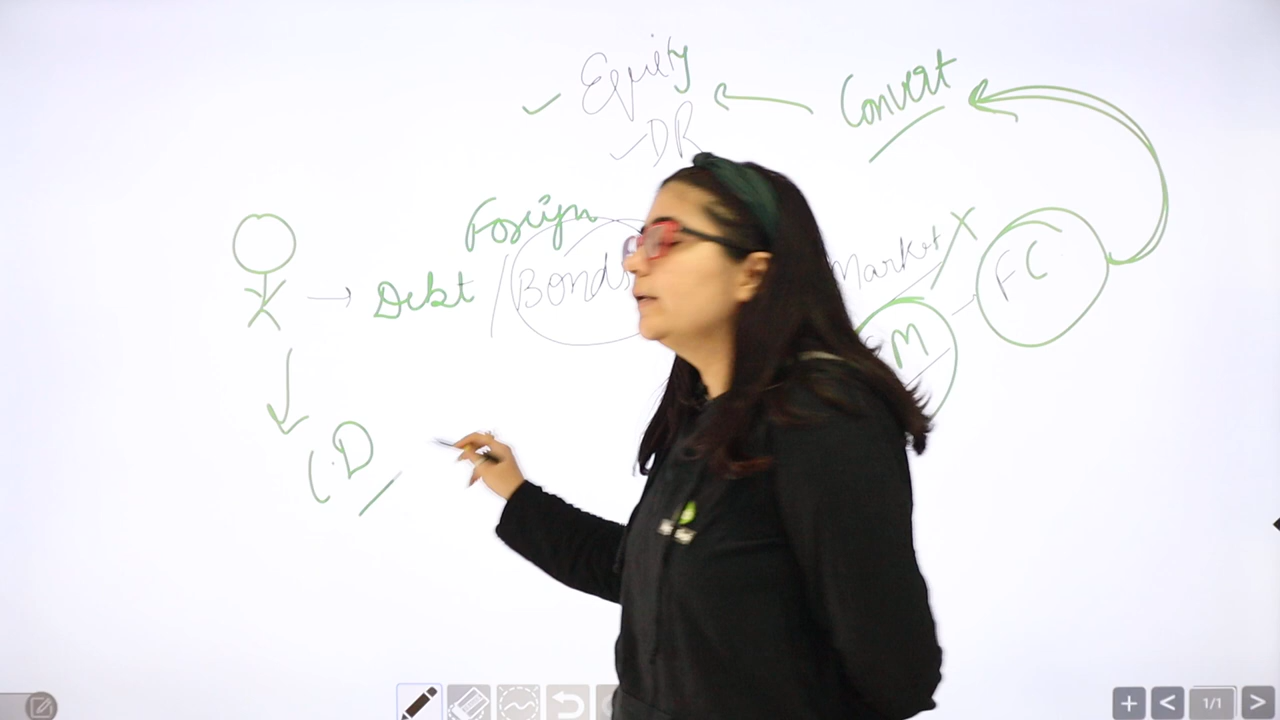 Equity
Convert
DR
Foreign
Debt / Bonds
Market X
FC
M
C.D
1/1